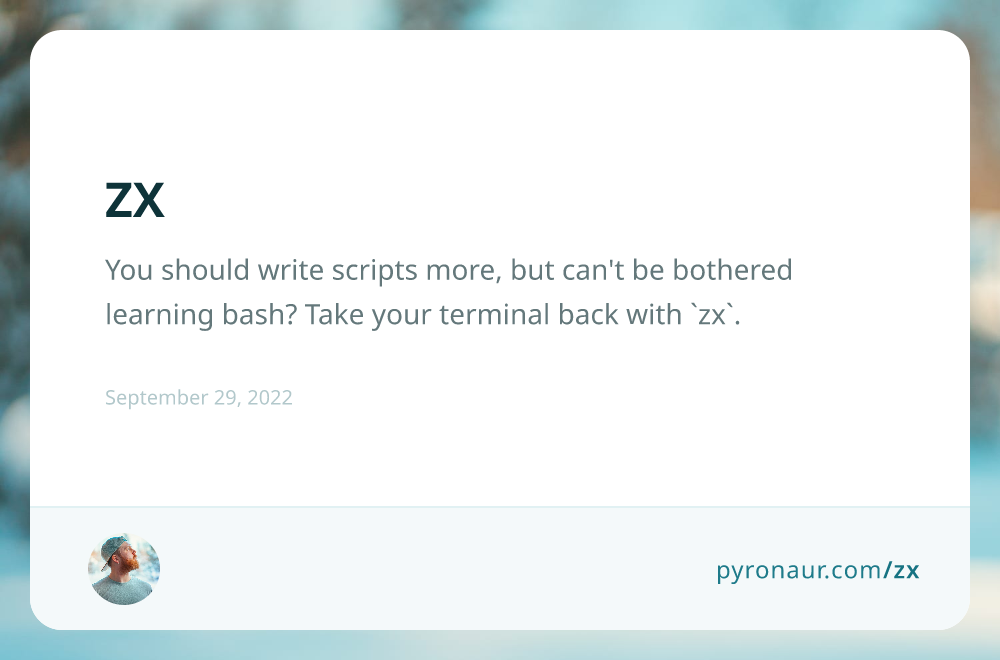 ZX
You should write scripts more, but can't be bothered
learning bash? Take your terminal back with `zx`.
September 29, 2022
pyronaur.com/zx